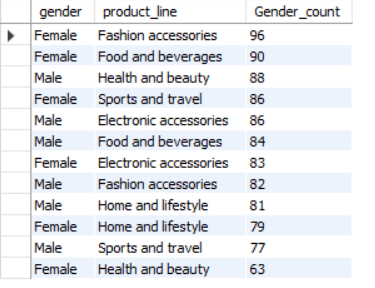 gender product_line Gender_count
Female Fashion accessories 96
Female Food and beverages 90
Male Health and beauty 88
Female Sports and travel 86
Male Electronic accessories 86
Male Food and beverages 84
Female Electronic accessories 83
Male Fashion accessories 82
Male Home and lifestyle 81
Female Home and lifestyle 79
Male Sports and travel 77
Female Health and beauty 63